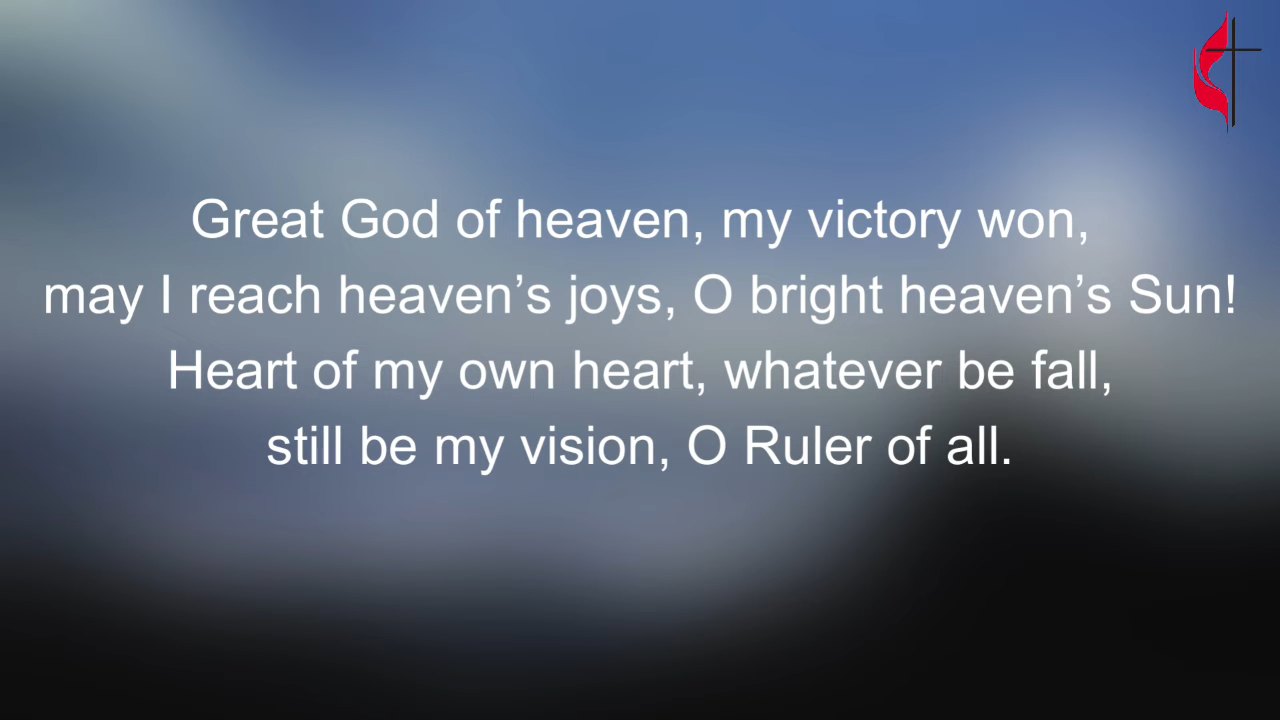 Great God of heaven, my victory won,
may I reach heaven’s joys, O bright heaven’s Sun!
Heart of my own heart, whatever be fall,
still be my vision, O Ruler of all.